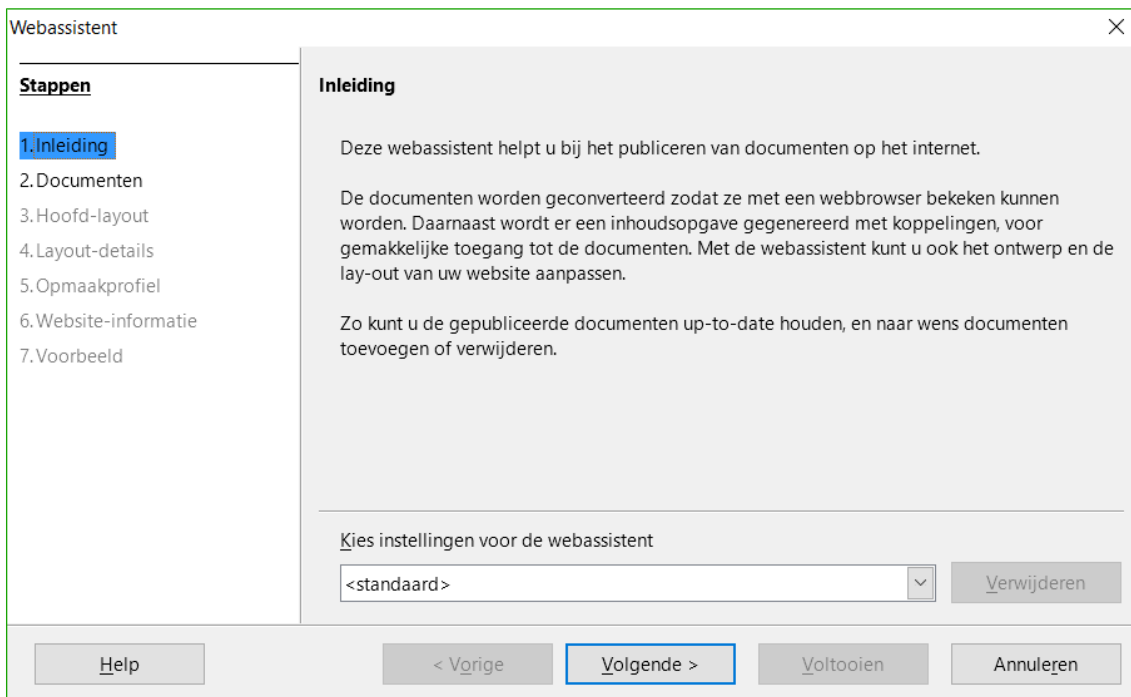 Webassistent
Stappen
1.Inleiding
2.Documenten
3.Hoofd-layout
4.Layout-details
5.Opmaakprofiel
6.Website-informatie
7.Voorbeeld
Inleiding
Deze webassistent helpt u bij het publiceren van documenten op het internet.
De documenten worden geconverteerd zodat ze met een webbrowser bekeken kunnen
worden. Daarnaast wordt er een inhoudsopgave gegenereerd met koppelingen, voor
gemakkelijke toegang tot de documenten. Met de webassistent kunt u ook het ontwerp en de
lay-out van uw website aanpassen.
Zo kunt u de gepubliceerde documenten up-to-date houden, en naar wens documenten
toevoegen of verwijderen.
Kies instellingen voor de webassistent
<standaard>
Verwijderen
Help
< Vorige
Volgende >
Voltooien
Annuleren